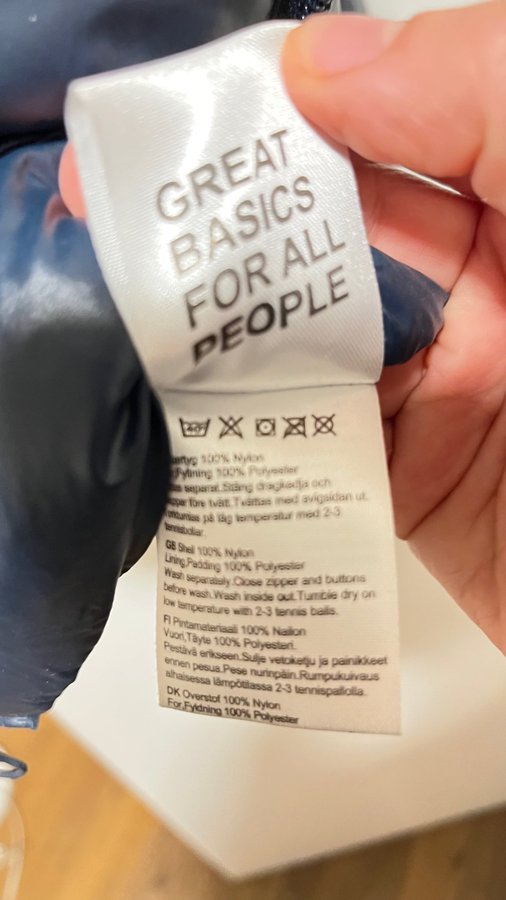 GREAT
BASICS
FOR ALL
PEOPLE
40
100% Nylon
Fyllning 100% Polyester
separat.Stäng dragkedja och
före tvätt.Tvättas med avigsidan ut.
på låg temperatur med 2-3
tennisbollar.
GB Shell 100% Nylon
Lining,Padding 100% Polyester
Wash separately.Close zipper and buttons
before wash.Wash inside out.Tumble dry on
low temperature with 2-3 tennis balls.
FI Pintamateriaali 100% Nailon
Vuori,Täyte 100% Polyesteri.
Pestävä erikseen.Sulje vetoketju ja painikkeet
ennen pesua.Pese nurinpäin.Rumpukuivaus
alhaisessa lämpötilassa 2-3 tennispallolla.
DK Overstof 100% Nylon
For,Fyldning 100% Polyester